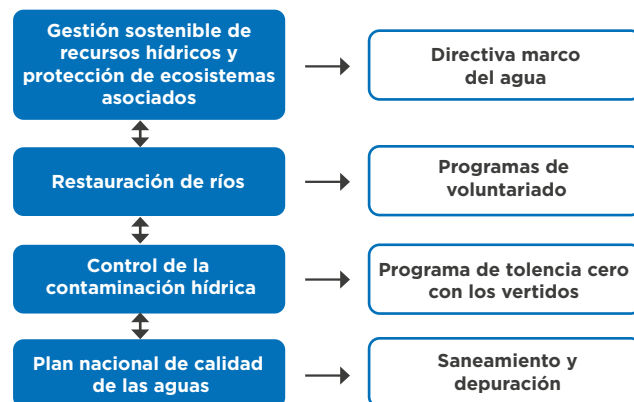 Gestión sostenible de
recursos hídricos y
protección de ecosistemas
asociados
Directiva marco
del agua
Restauración de ríos
Programas de
voluntariado
Control de la
contaminación hídrica
Programa de tolencia cero
con los vertidos
Plan nacional de calidad
de las aguas
Saneamiento y
depuración